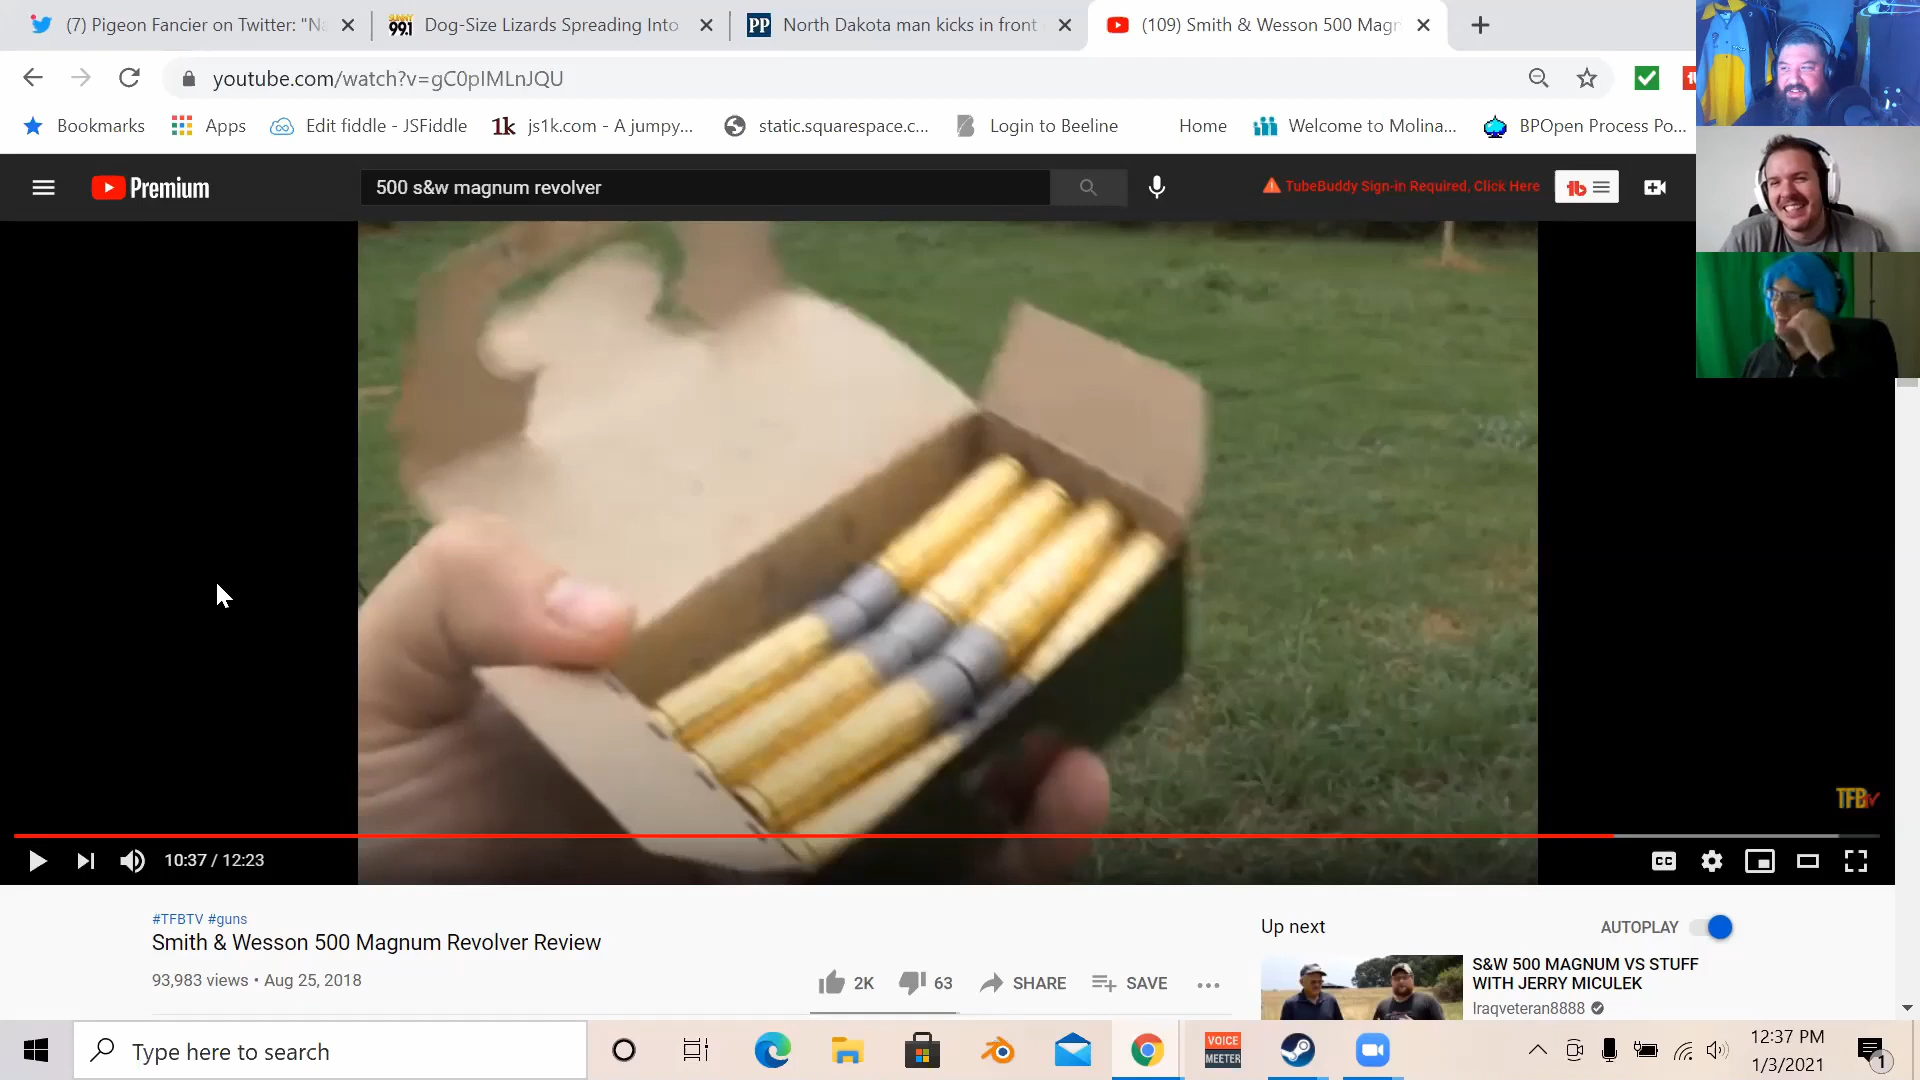 (7) Pigeon Fancier on Twitter: "Na
Dog-Size Lizards Spreading Into
North Dakota man kicks in front
(109) Smith & Wesson 500 Magn
youtube.com/watch?v=gC0pIMLnJQU
Bookmarks
Apps
Edit fiddle - JSFiddle
1k js1k.com - A jumpy...
static.squarespace.c...
Login to Beeline
Home
Welcome to Molina...
BPOpen Process Po...
Premium
500 s&w magnum revolver
TubeBuddy Sign-in Required, Click Here
tb
TFBTV
10:37 / 12:23
CC
#TFBTV #guns
Smith & Wesson 500 Magnum Revolver Review
93,983 views • Aug 25, 2018
2K
63
SHARE
SAVE
Up next
AUTOPLAY
S&W 500 MAGNUM VS STUFF
WITH JERRY MICULEK
Iraqveteran8888
Type here to search
VOICE
MEETER
12:37 PM
1/3/2021
1